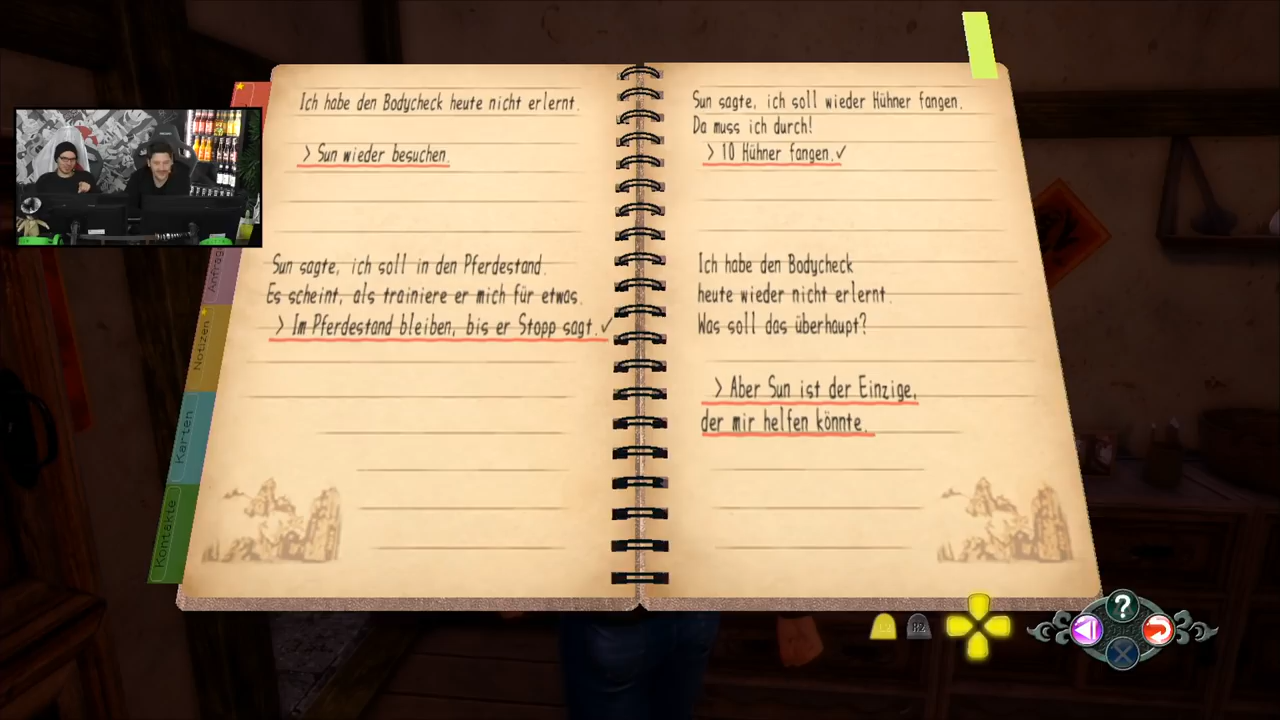 Ich habe den Bodycheck heute nicht erlernt.
> Sun wieder besuchen.
Sun sagte, ich soll in den Pferdestand.
Es scheint, als trainiere er mich für etwas.
> Im Pferdestand bleiben, bis er Stopp sagt.✓
Sun sagte, ich soll wieder Hühner fangen.
Da muss ich durch!
> 10 Hühner fangen.✓
Ich habe den Bodycheck
heute wieder nicht erlernt.
Was soll das überhaupt?
> Aber Sun ist der Einzige,
der mir helfen könnte.
Notizen
Karten
Kontakte
R2
?